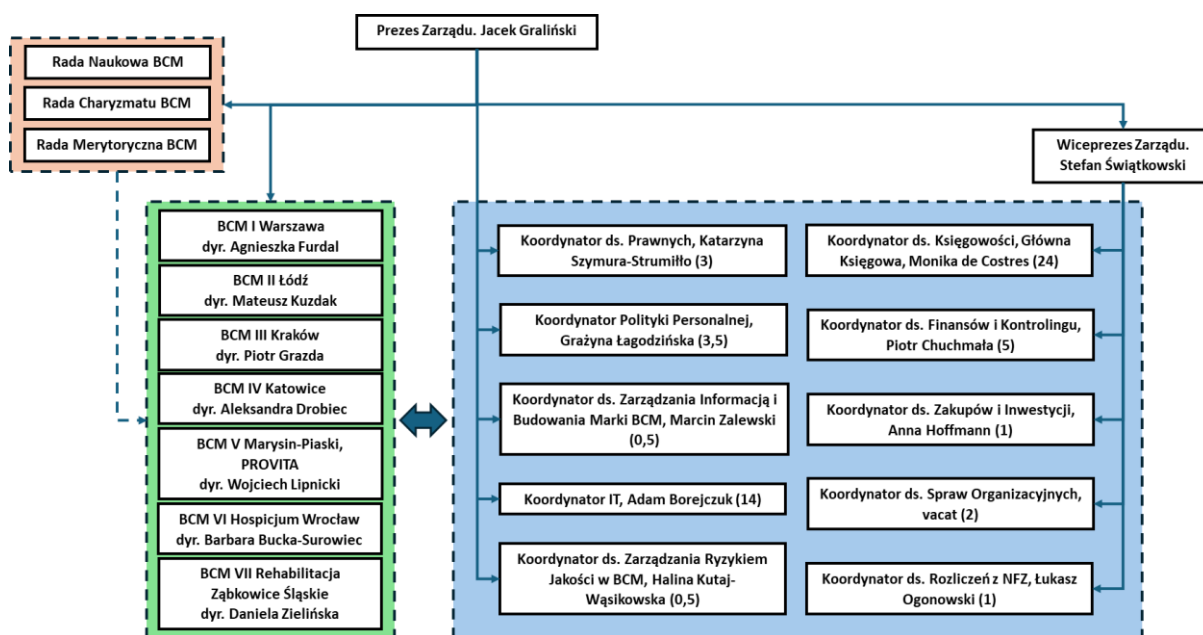 Prezes Zarządu. Jacek Graliński
Rada Naukowa BCM
Rada Charyzmatu BCM
Rada Merytoryczna BCM
Wiceprezes Zarządu.
Stefan Świątkowski
BCM I Warszawa
dyr. Agnieszka Furdal
BCM II Łódź
dyr. Mateusz Kuzdak
BCM III Kraków
dyr. Piotr Grazda
BCM IV Katowice
dyr. Aleksandra Drobiec
BCM V Marysin-Piaski,
PROVITA
dyr. Wojciech Lipnicki
BCM VI Hospicjum Wrocław
dyr. Barbara Bucka-Surowiec
BCM VII Rehabilitacja
Ząbkowice Śląskie
dyr. Daniela Zielińska
Koordynator ds. Prawnych, Katarzyna
Szymura-Strumiłło (3)
Koordynator Polityki Personalnej,
Grażyna Łagodzińska (3,5)
Koordynator ds. Zarządzania Informacją i
Budowania Marki BCM, Marcin Zalewski
(0,5)
Koordynator IT, Adam Borejczuk (14)
Koordynator ds. Zarządzania Ryzykiem
Jakości w BCM, Halina Kutaj-
Wąsikowska (0,5)
Koordynator ds. Księgowości, Główna
Księgowa, Monika de Costres (24)
Koordynator ds. Finansów i Kontrolingu,
Piotr Chuchmała (5)
Koordynator ds. Zakupów i Inwestycji,
Anna Hoffmann (1)
Koordynator ds. Spraw Organizacyjnych,
vacat (2)
Koordynator ds. Rozliczeń z NFZ, Łukasz
Ogonowski (1)